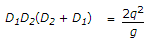 D₁D₂(D₂ + D₁) = 2q²/g